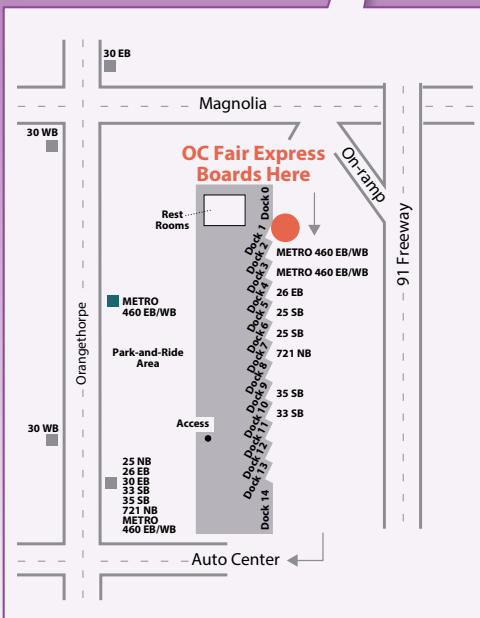 30 EB
Magnolia
30 WB
OC Fair Express
Boards Here
On-ramp
91 Freeway
Rest
Rooms
Dock 0
Dock 1
Dock 2
METRO 460 EB/WB
Dock 3
METRO 460 EB/WB
Dock 4
26 EB
Dock 5
25 SB
Dock 6
25 SB
Dock 7
721 NB
Dock 8
Dock 9
35 SB
Dock 10
33 SB
Dock 11
Dock 12
Dock 13
Dock 14
METRO
460 EB/WB
Orangethorpe
Park-and-Ride
Area
Access
30 WB
25 NB
26 EB
30 EB
33 SB
35 SB
721 NB
METRO
460 EB/WB
Auto Center